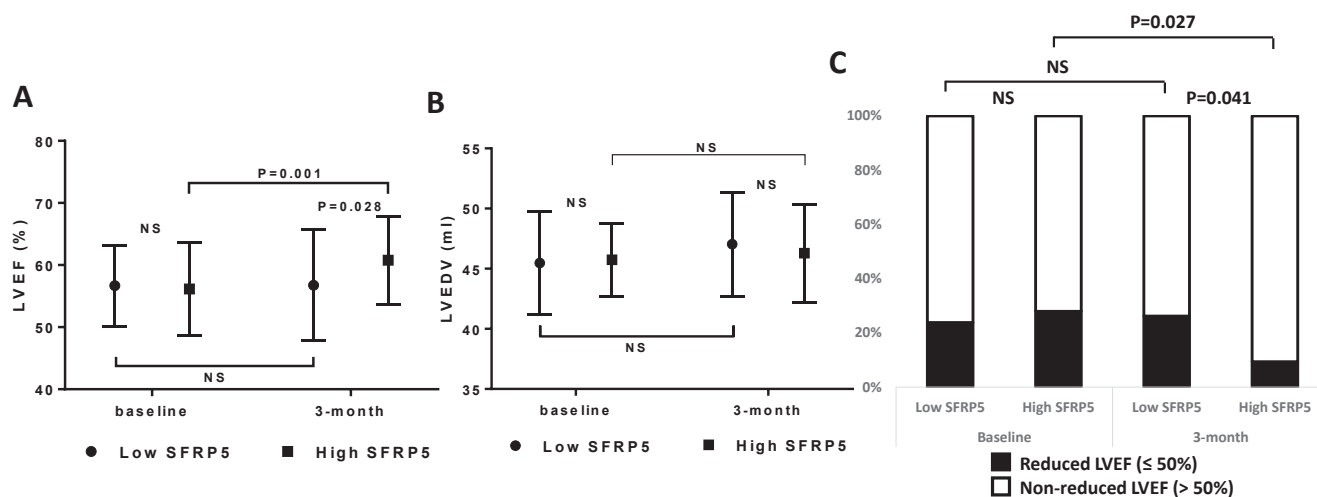 A
80
70
60
50
40
LVEF (%)
NS
P=0.001
P=0.028
NS
baseline
3-month
Low SFRP5
High SFRP5
B
55
50
45
40
35
LVEDV (ml)
NS
NS
NS
NS
baseline
3-month
Low SFRP5
High SFRP5
C
P=0.027
NS
NS
P=0.041
100%
80%
60%
40%
20%
0%
Low SFRP5
High SFRP5
Low SFRP5
High SFRP5
Baseline
3-month
Reduced LVEF (≤ 50%)
Non-reduced LVEF (> 50%)